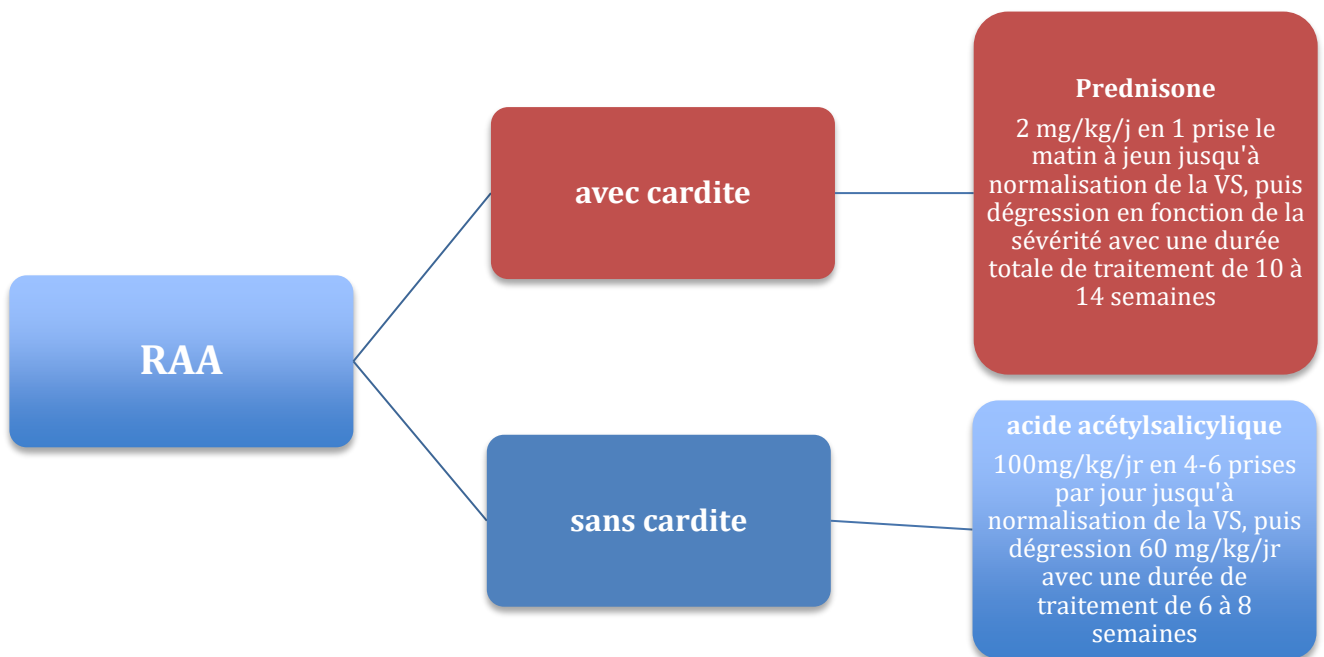 RAA
avec cardite
Prednisone
2 mg/kg/j en 1 prise le
matin à jeun jusqu'à
normalisation de la VS, puis
dégression en fonction de la
sévérité avec une durée
totale de traitement de 10 à
14 semaines
sans cardite
acide acétylsalicylique
100mg/kg/jr en 4-6 prises
par jour jusqu'à
normalisation de la VS, puis
dégression 60 mg/kg/jr
avec une durée de
traitement de 6 à 8
semaines